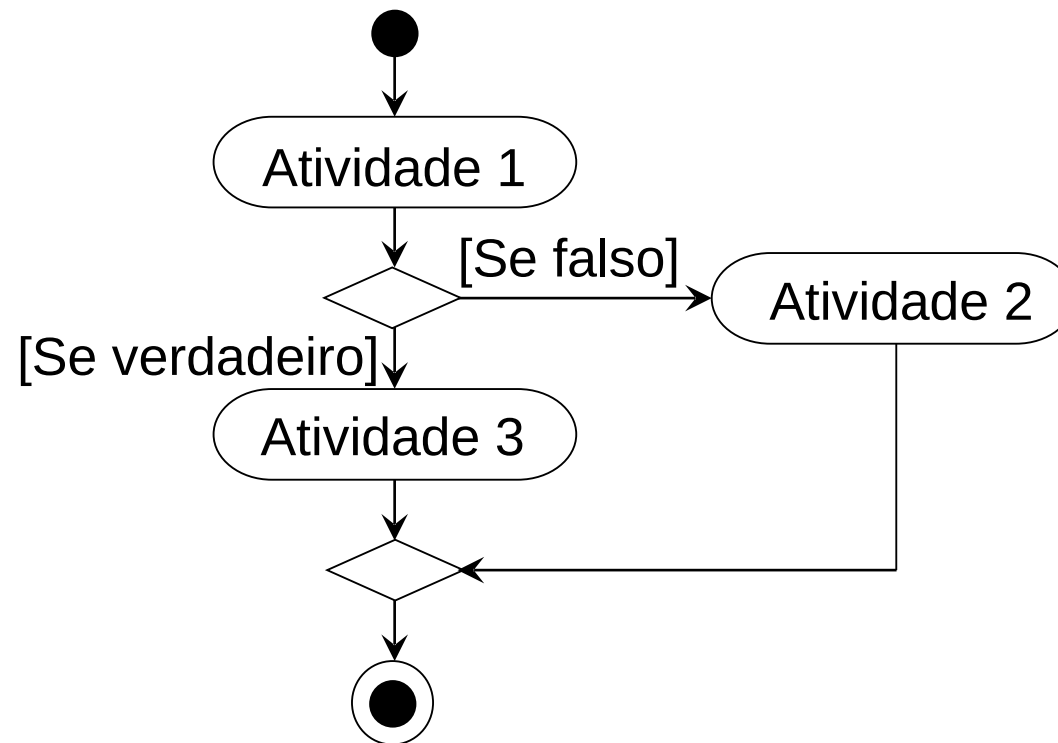 Atividade 1
[Se falso]
Atividade 2
[Se verdadeiro]
Atividade 3